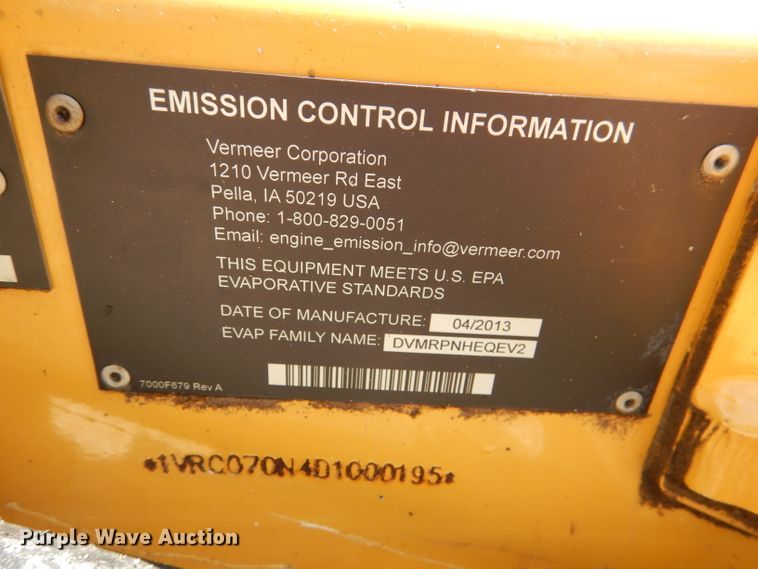 EMISSION CONTROL INFORMATION
Vermeer Corporation
1210 Vermeer Rd East
Pella, IA 50219 USA
Phone: 1-800-829-0051
Email: engine_emission_info@vermeer.com
THIS EQUIPMENT MEETS U.S. EPA
EVAPORATIVE STANDARDS
DATE OF MANUFACTURE: 04/2013
EVAP FAMILY NAME: DVMRPNHEQEV2
7000F679 Rev A
*1VRC070N4D1000195*
Purple Wave Auction